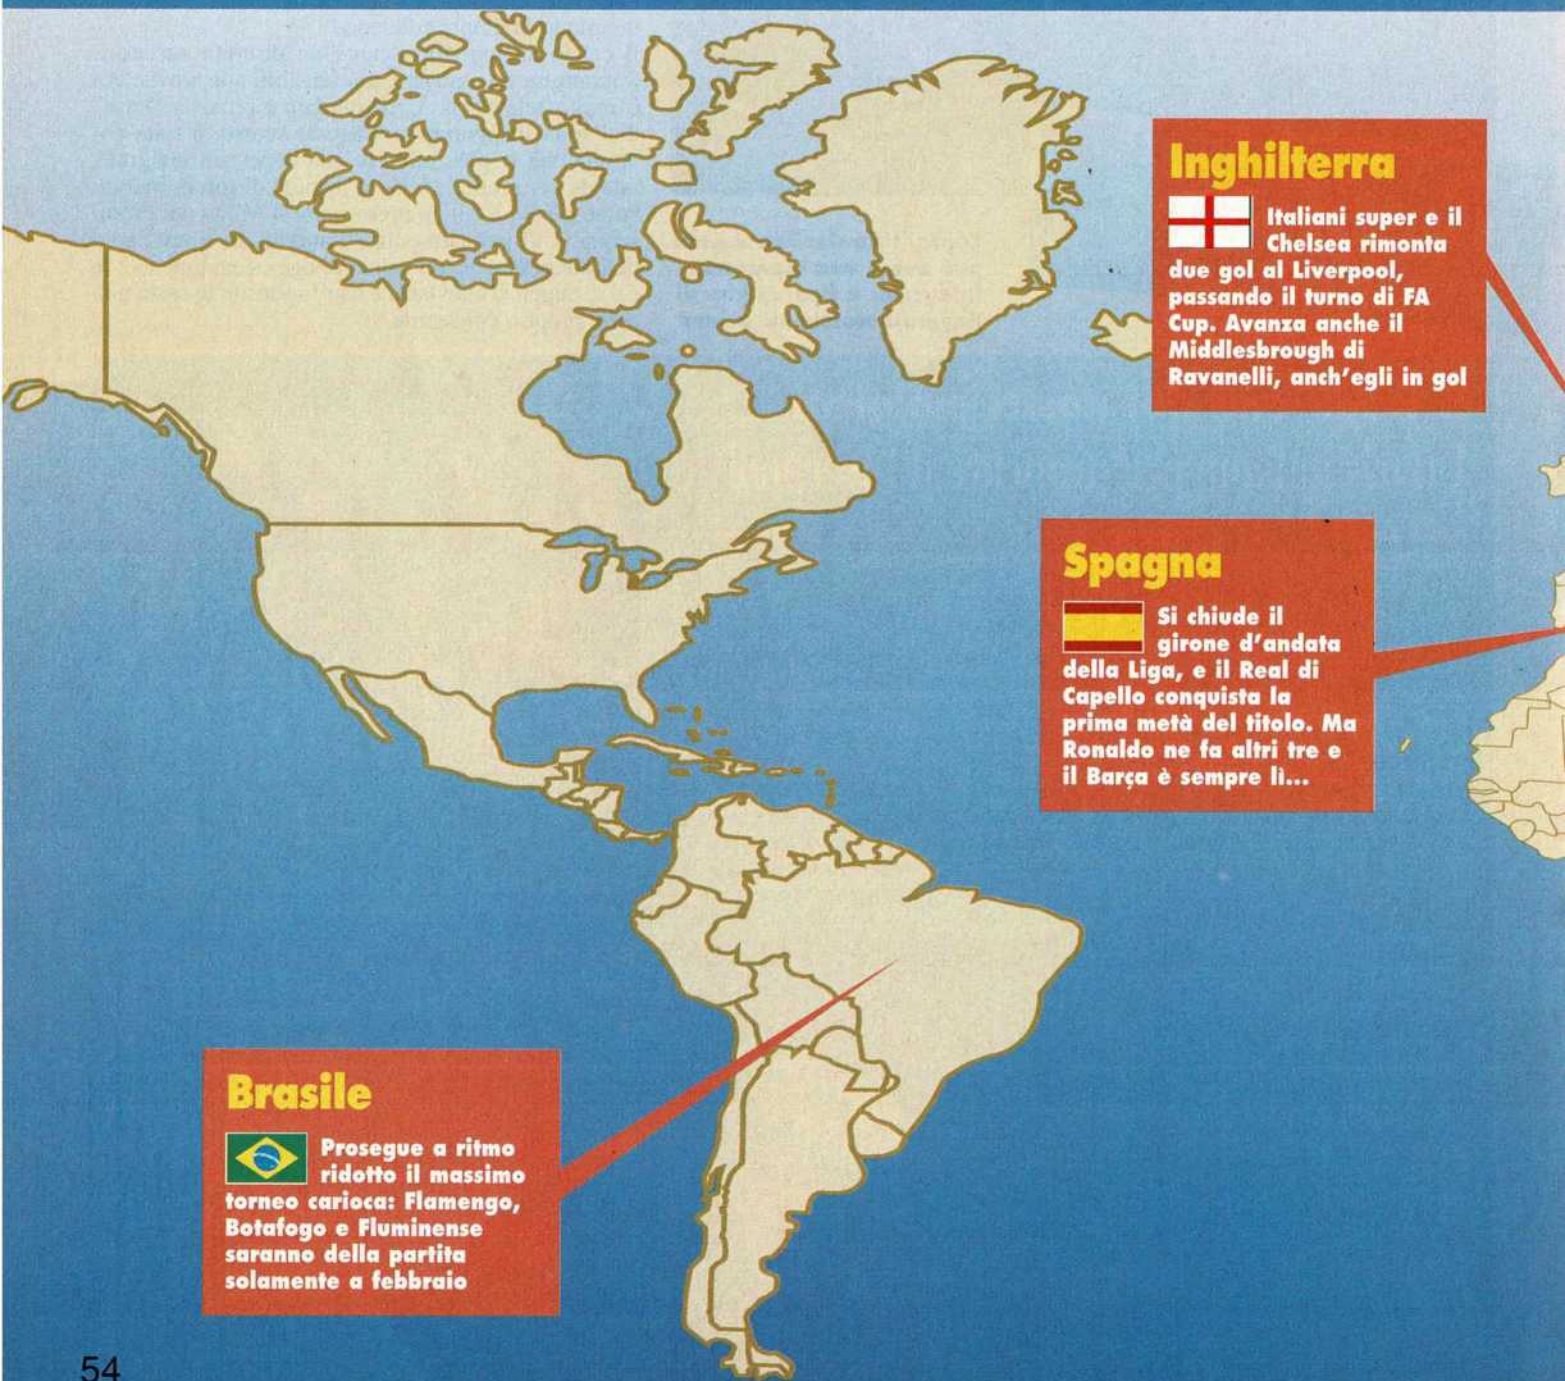 Inghilterra
Italiani super e il
Chelsea rimonta
due gol al Liverpool,
passando il turno di FA
Cup. Avanza anche il
Middlesbrough di
Ravanelli, anch'egli in gol
Spagna
Si chiude il
girone d'andata
della Liga, e il Real di
Capello conquista la
prima metà del titolo. Ma
Ronaldo ne fa altri tre e
il Barça è sempre lì...
Brasile
Prosegue a ritmo
ridotto il massimo
torneo carioca: Flamengo,
Botafogo e Fluminense
saranno della partita
solamente a febbraio
54